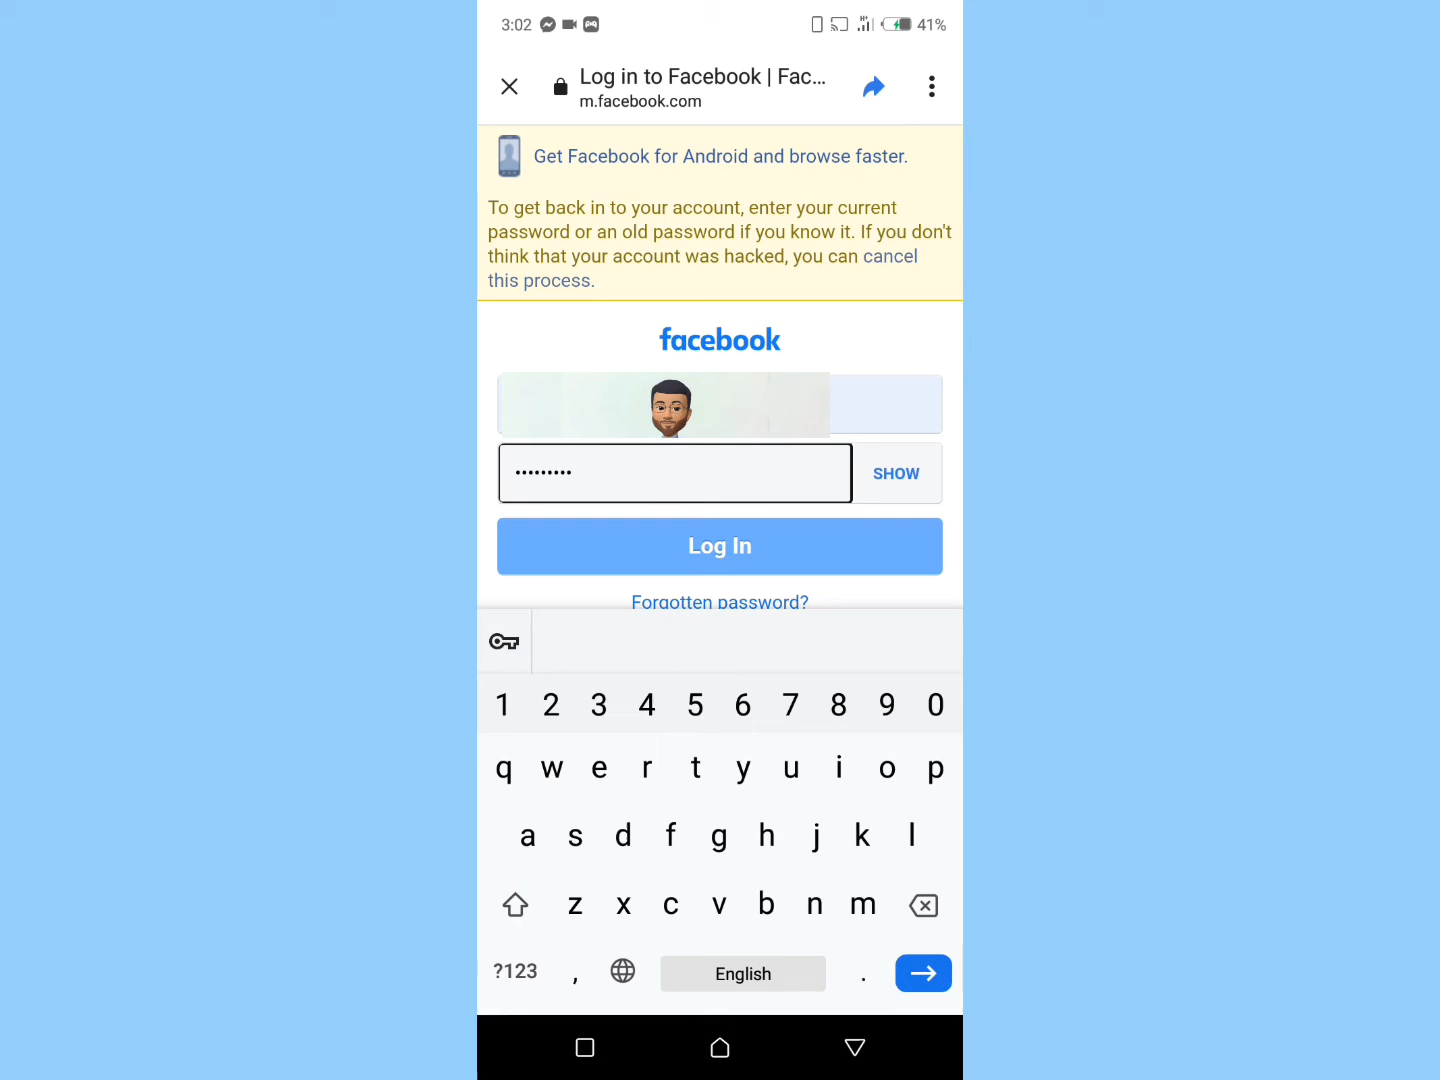 3:02 41%
Log in to Facebook | Fac...
m.facebook.com
Get Facebook for Android and browse faster.
To get back in to your account, enter your current
password or an old password if you know it. If you don't
think that your account was hacked, you can cancel
this process.
facebook
•••••••••
SHOW
Log In
Forgotten password?
1 2 3 4 5 6 7 8 9 0
q w e r t y u i o p
a s d f g h j k l
z x c v b n m
?123 , English .